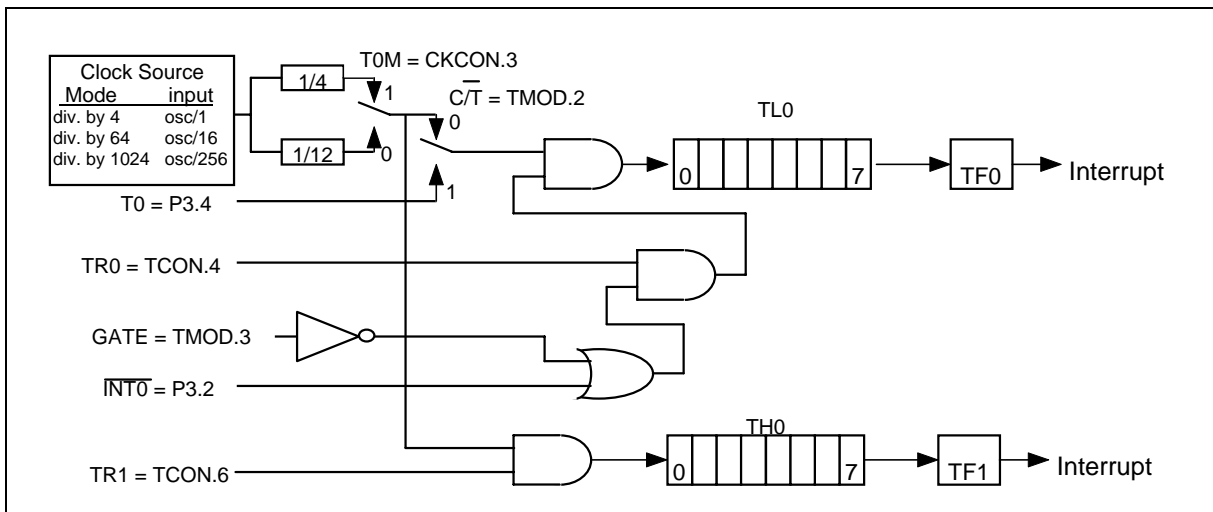 Clock Source
Mode input
div. by 4 osc/1
div. by 64 osc/16
div. by 1024 osc/256
1/4
1/12
T0M = CKCON.3
1
0
C/T̅ = TMOD.2
0
1
T0 = P3.4
TL0
0 7
TF0
Interrupt
TR0 = TCON.4
GATE = TMOD.3
I̅N̅T̅0̅ = P3.2
TR1 = TCON.6
TH0
0 7
TF1
Interrupt